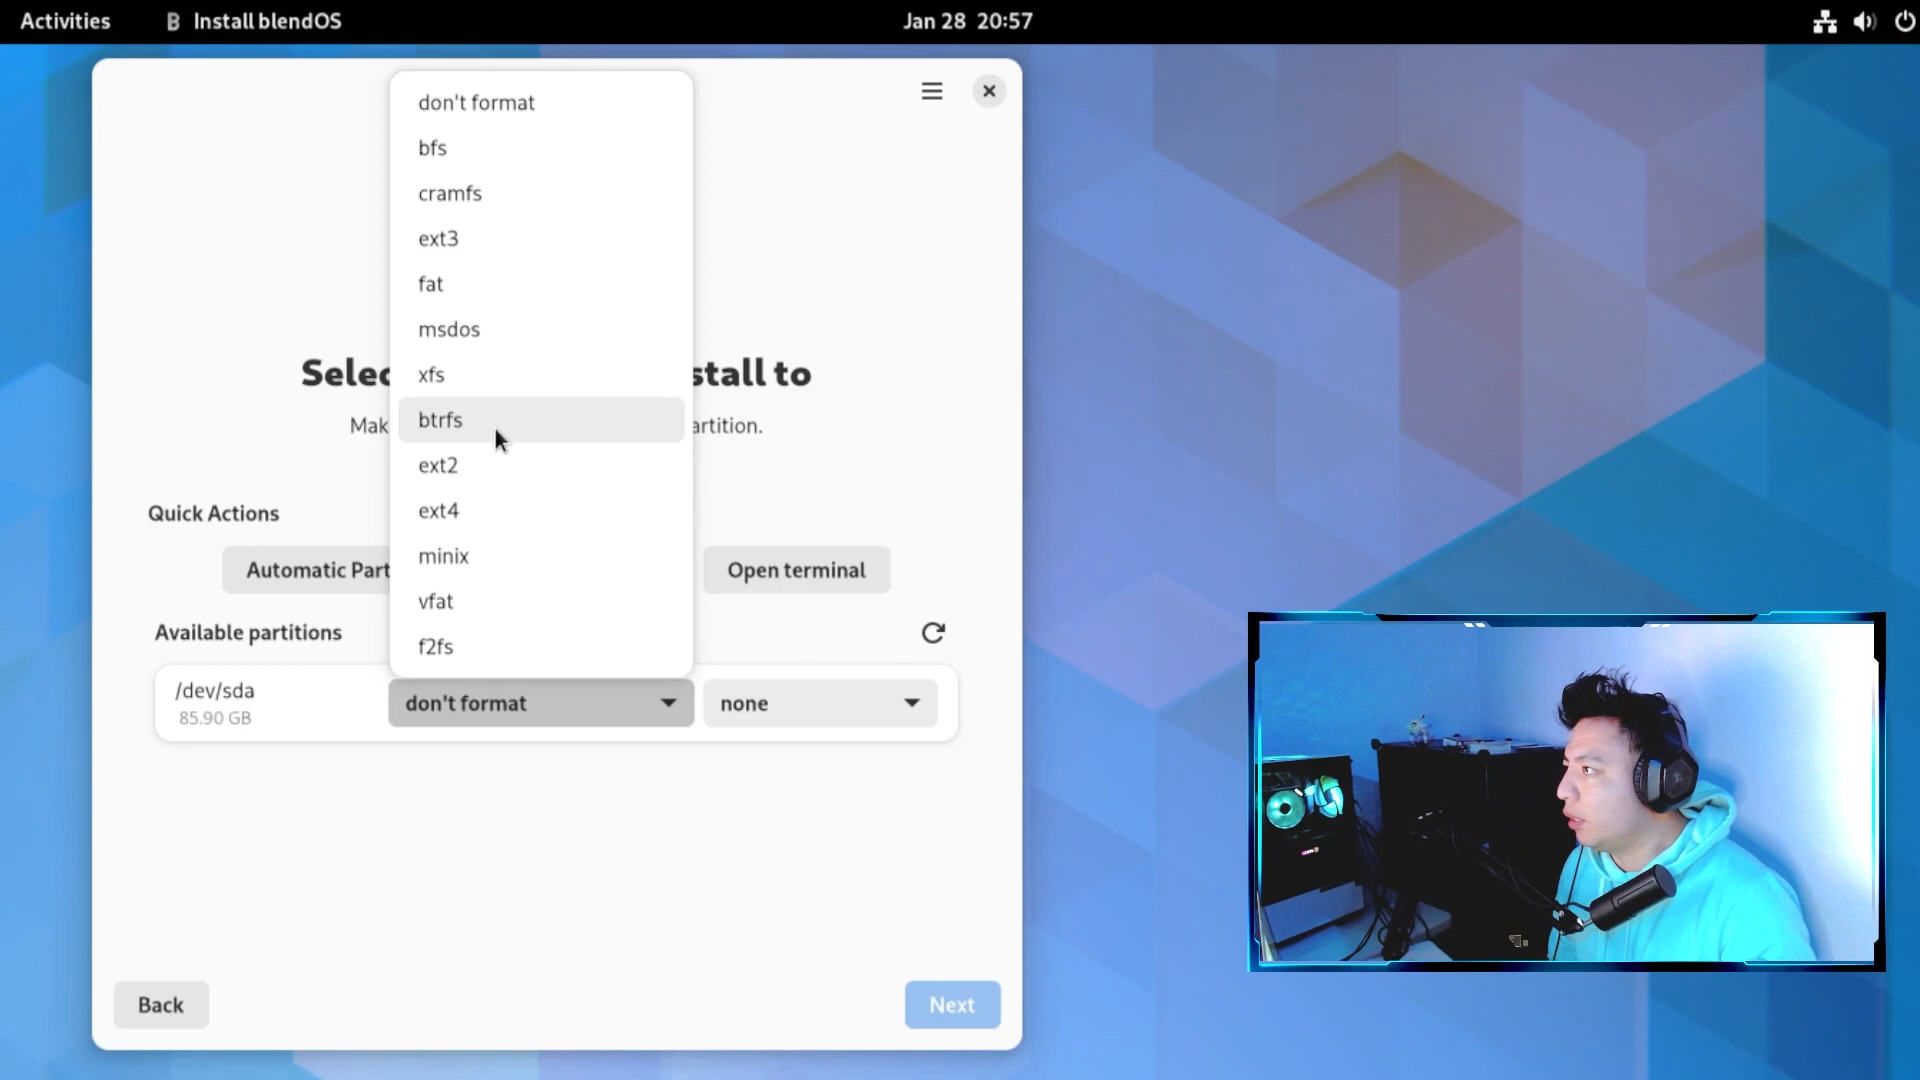 Activities
Install blendOS
Jan 28 20:57
don't format
bfs
cramfs
ext3
fat
msdos
xfs
btrfs
ext2
ext4
minix
vfat
f2fs
Selec
stall to
Mak
artition.
Quick Actions
Automatic Part
Open terminal
Available partitions
/dev/sda
85.90 GB
don't format
none
Back
Next